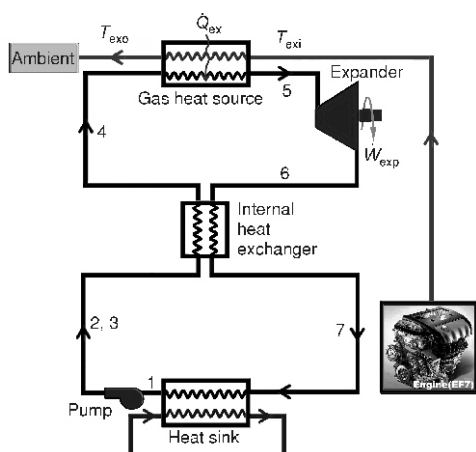 T_exo
Q̇_ex
T_exi
Ambient
Gas heat source
5
Expander
4
Ẇ_exp
6
Internal
heat
exchanger
2, 3
7
1
Pump
Heat sink
Engine(EF7)